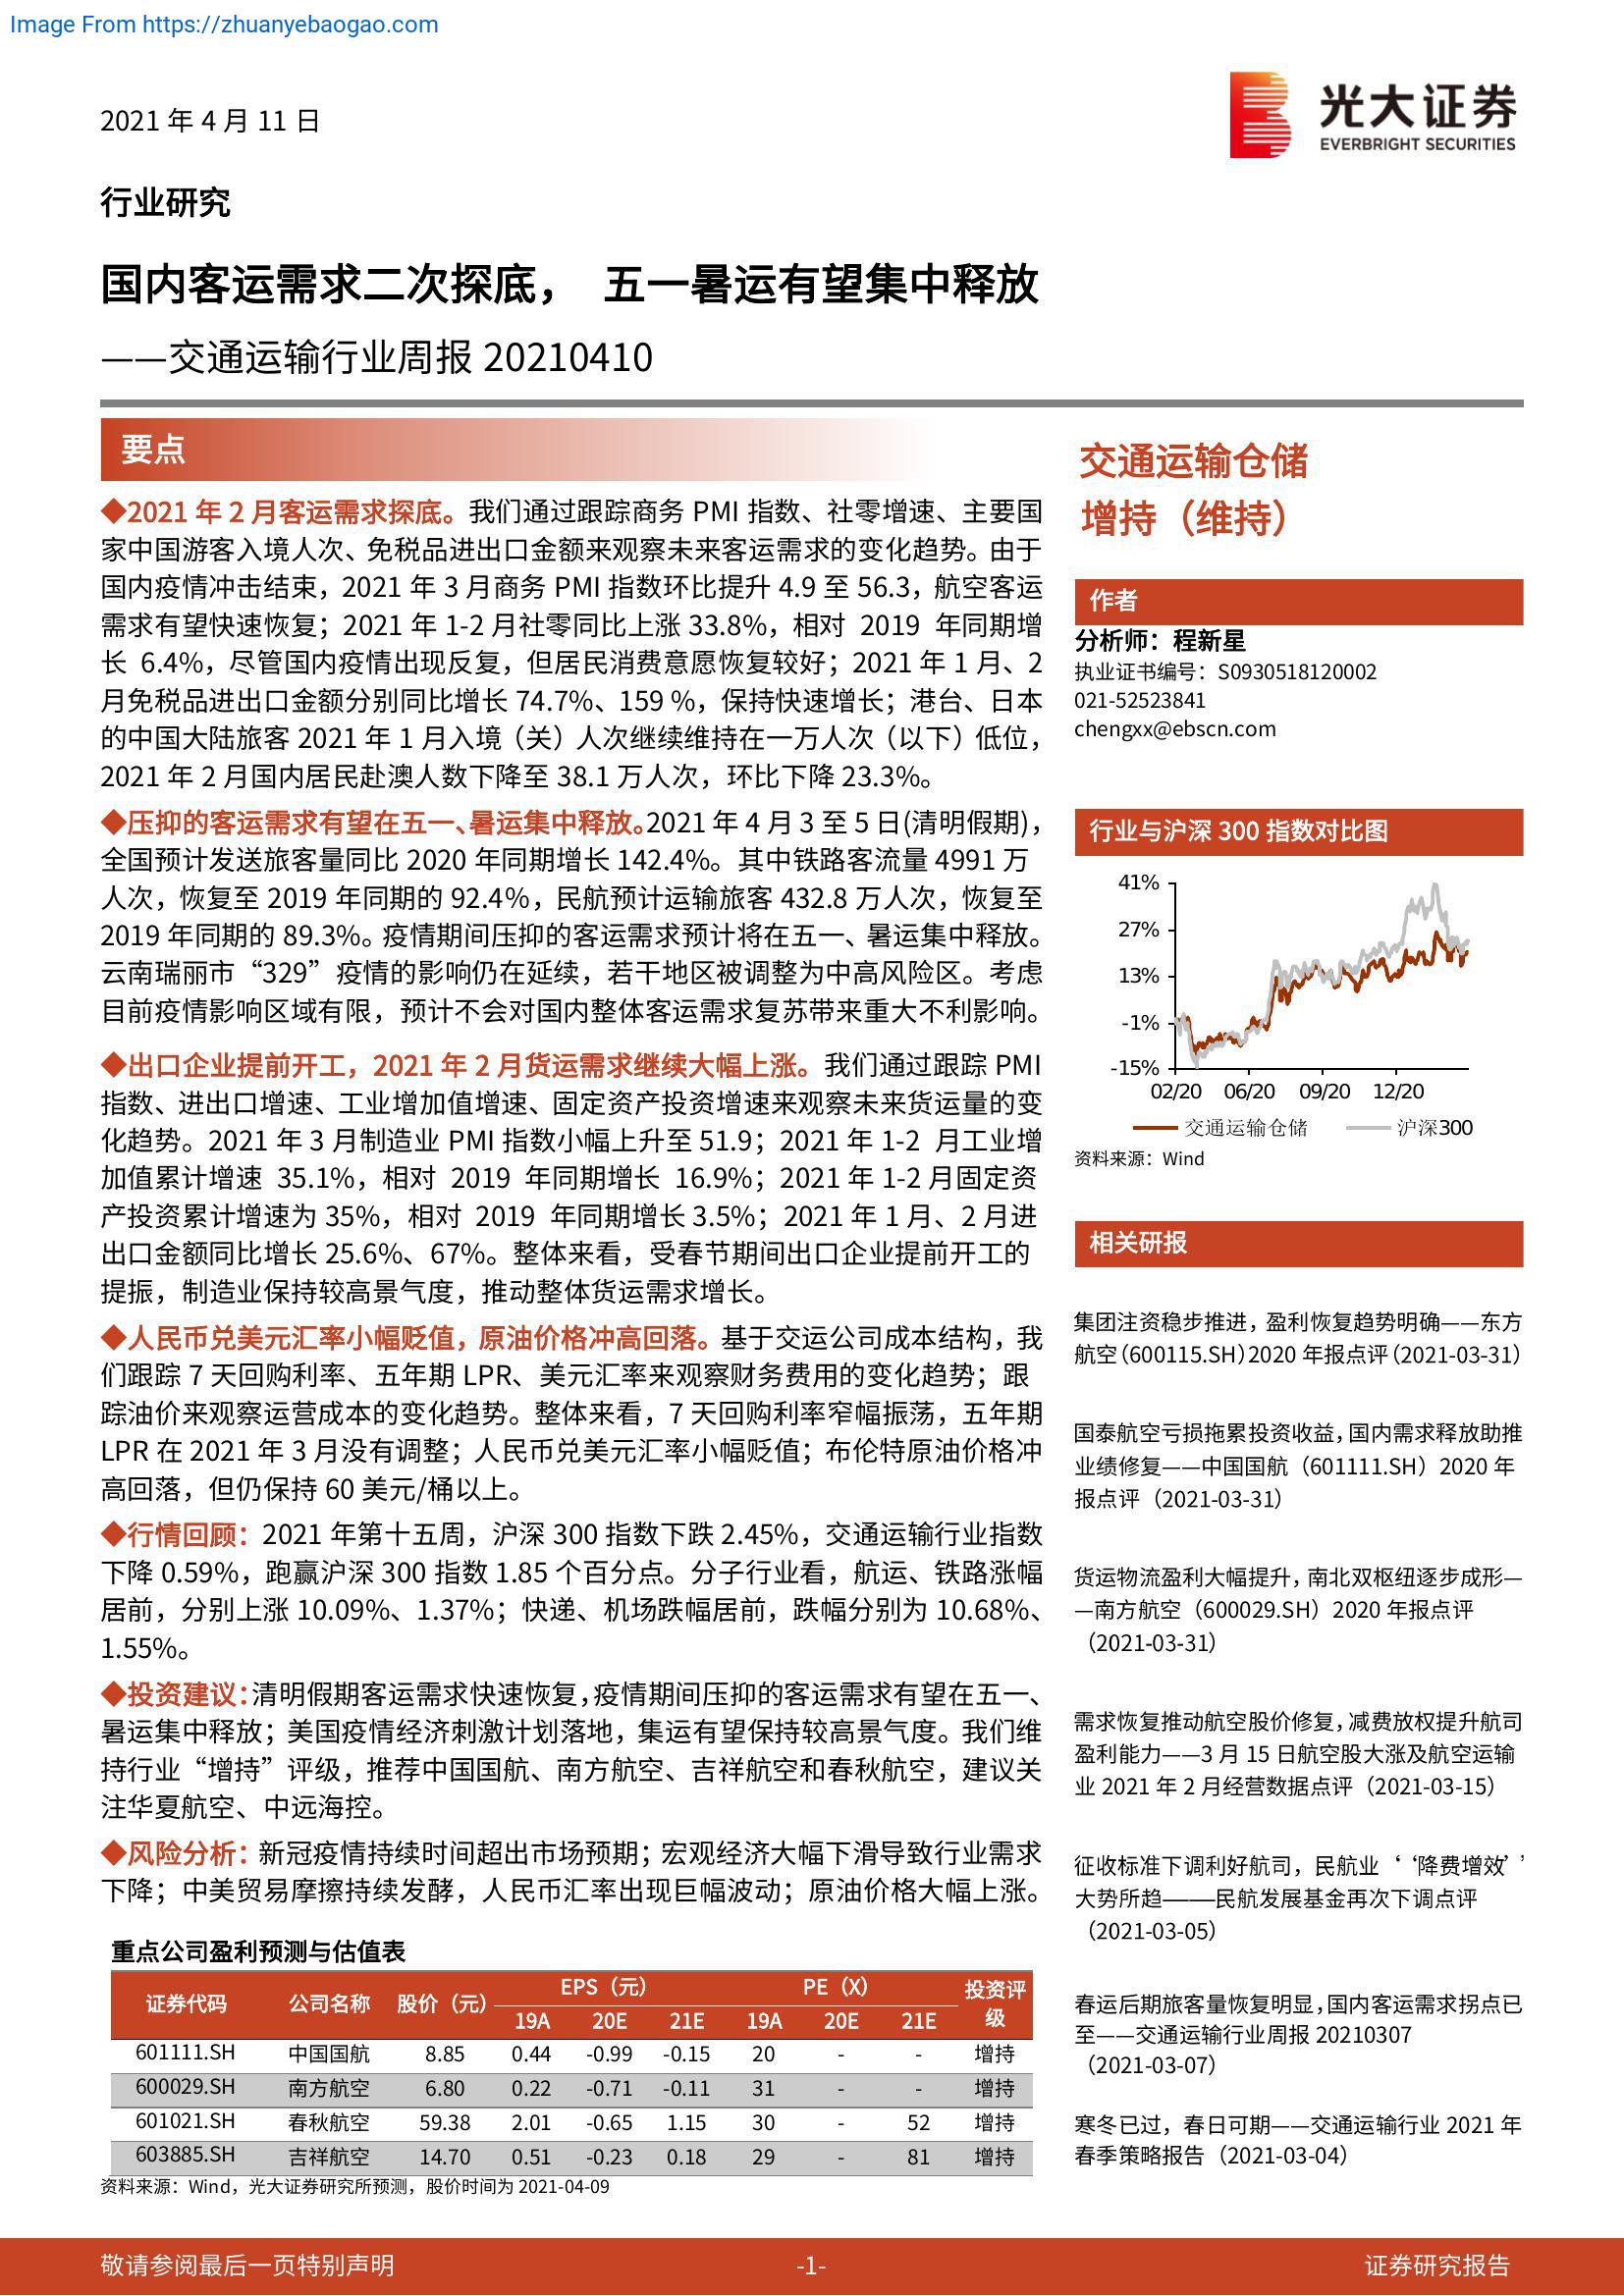 Image From https://zhuanyebaogao.com
2021 年 4 月 11 日
光大证券
EVERBRIGHT SECURITIES
行业研究
国内客运需求二次探底， 五一暑运有望集中释放
——交通运输行业周报 20210410
要点
◆2021 年 2 月客运需求探底。我们通过跟踪商务 PMI 指数、社零增速、主要国
家中国游客入境人次、免税品进出口金额来观察未来客运需求的变化趋势。由于
国内疫情冲击结束，2021 年 3 月商务 PMI 指数环比提升 4.9 至 56.3，航空客运
需求有望快速恢复；2021 年 1-2 月社零同比上涨 33.8%，相对 2019 年同期增
长 6.4%，尽管国内疫情出现反复，但居民消费意愿恢复较好；2021 年 1 月、2
月免税品进出口金额分别同比增长 74.7%、159 %，保持快速增长；港台、日本
的中国大陆旅客 2021 年 1 月入境（关）人次继续维持在一万人次（以下）低位，
2021 年 2 月国内居民赴澳人数下降至 38.1 万人次，环比下降 23.3%。
◆压抑的客运需求有望在五一、暑运集中释放。2021 年 4 月 3 至 5 日(清明假期)，
全国预计发送旅客量同比 2020 年同期增长 142.4%。其中铁路客流量 4991 万
人次，恢复至 2019 年同期的 92.4%，民航预计运输旅客 432.8 万人次，恢复至
2019 年同期的 89.3%。疫情期间压抑的客运需求预计将在五一、暑运集中释放。
云南瑞丽市“329”疫情的影响仍在延续，若干地区被调整为中高风险区。考虑
目前疫情影响区域有限，预计不会对国内整体客运需求复苏带来重大不利影响。
◆出口企业提前开工，2021 年 2 月货运需求继续大幅上涨。我们通过跟踪 PMI
指数、进出口增速、工业增加值增速、固定资产投资增速来观察未来货运量的变
化趋势。2021 年 3 月制造业 PMI 指数小幅上升至 51.9；2021 年 1-2 月工业增
加值累计增速 35.1%，相对 2019 年同期增长 16.9%；2021 年 1-2 月固定资
产投资累计增速为 35%，相对 2019 年同期增长 3.5%；2021 年 1 月、2 月进
出口金额同比增长 25.6%、67%。整体来看，受春节期间出口企业提前开工的
提振，制造业保持较高景气度，推动整体货运需求增长。
◆人民币兑美元汇率小幅贬值，原油价格冲高回落。基于交运公司成本结构，我
们跟踪 7 天回购利率、五年期 LPR、美元汇率来观察财务费用的变化趋势；跟
踪油价来观察运营成本的变化趋势。整体来看，7 天回购利率窄幅振荡，五年期
LPR 在 2021 年 3 月没有调整；人民币兑美元汇率小幅贬值；布伦特原油价格冲
高回落，但仍保持 60 美元/桶以上。
◆行情回顾：2021 年第十五周，沪深 300 指数下跌 2.45%，交通运输行业指数
下降 0.59%，跑赢沪深 300 指数 1.85 个百分点。分子行业看，航运、铁路涨幅
居前，分别上涨 10.09%、1.37%；快递、机场跌幅居前，跌幅分别为 10.68%、
1.55%。
◆投资建议：清明假期客运需求快速恢复，疫情期间压抑的客运需求有望在五一、
暑运集中释放；美国疫情经济刺激计划落地，集运有望保持较高景气度。我们维
持行业“增持”评级，推荐中国国航、南方航空、吉祥航空和春秋航空，建议关
注华夏航空、中远海控。
◆风险分析：新冠疫情持续时间超出市场预期；宏观经济大幅下滑导致行业需求
下降；中美贸易摩擦持续发酵，人民币汇率出现巨幅波动；原油价格大幅上涨。
重点公司盈利预测与估值表
证券代码 公司名称 股价（元） EPS（元） PE（X） 投资评级
19A 20E 21E 19A 20E 21E
601111.SH 中国国航 8.85 0.44 -0.99 -0.15 20 - - 增持
600029.SH 南方航空 6.80 0.22 -0.71 -0.11 31 - - 增持
601021.SH 春秋航空 59.38 2.01 -0.65 1.15 30 - 52 增持
603885.SH 吉祥航空 14.70 0.51 -0.23 0.18 29 - 81 增持
资料来源：Wind，光大证券研究所预测，股价时间为 2021-04-09
交通运输仓储
增持（维持）
作者
分析师：程新星
执业证书编号：S0930518120002
021-52523841
chengxx@ebscn.com
行业与沪深 300 指数对比图
41%
27%
13%
-1%
-15%
02/20 06/20 09/20 12/20
交通运输仓储 沪深300
资料来源：Wind
相关研报
集团注资稳步推进，盈利恢复趋势明确——东方
航空（600115.SH）2020 年报点评（2021-03-31）
国泰航空亏损拖累投资收益，国内需求释放助推
业绩修复——中国国航（601111.SH）2020 年
报点评（2021-03-31）
货运物流盈利大幅提升，南北双枢纽逐步成形—
—南方航空（600029.SH）2020 年报点评
（2021-03-31）
需求恢复推动航空股价修复，减费放权提升航司
盈利能力——3 月 15 日航空股大涨及航空运输
业 2021 年 2 月经营数据点评（2021-03-15）
征收标准下调利好航司，民航业‘‘降费增效’’
大势所趋——民航发展基金再次下调点评
（2021-03-05）
春运后期旅客量恢复明显，国内客运需求拐点已
至——交通运输行业周报 20210307
（2021-03-07）
寒冬已过，春日可期——交通运输行业 2021 年
春季策略报告（2021-03-04）
敬请参阅最后一页特别声明 -1- 证券研究报告